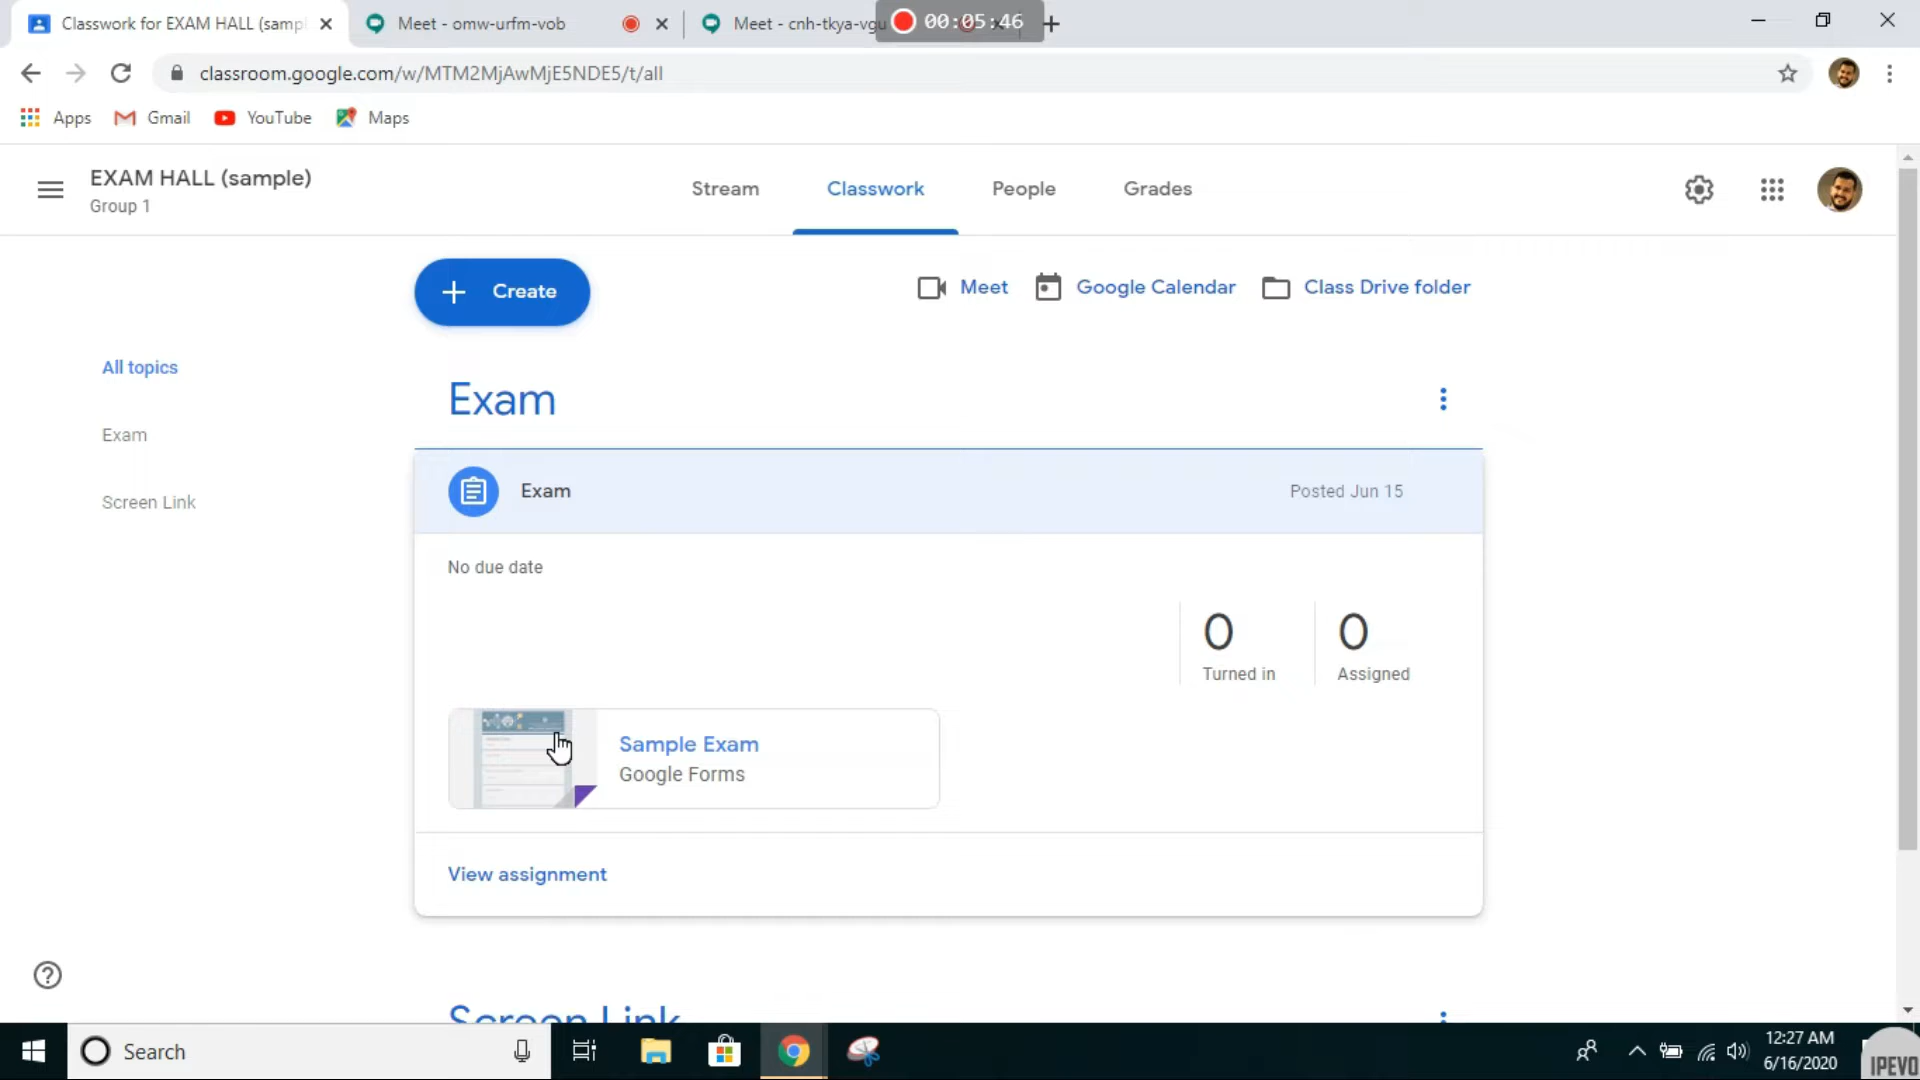 Classwork for EXAM HALL (samp
Meet - omw-urfm-vob
Meet - cnh-tkya-vgu
00:05:46
classroom.google.com/w/MTM2MjAwMjE5NDE5/t/all
Apps
Gmail
YouTube
Maps
EXAM HALL (sample)
Group 1
Stream
Classwork
People
Grades
Create
Meet
Google Calendar
Class Drive folder
All topics
Exam
Screen Link
Exam
Exam
Posted Jun 15
No due date
0
Turned in
0
Assigned
Sample Exam
Google Forms
View assignment
Screen Link
Search
12:27 AM
6/16/2020
IPEVO